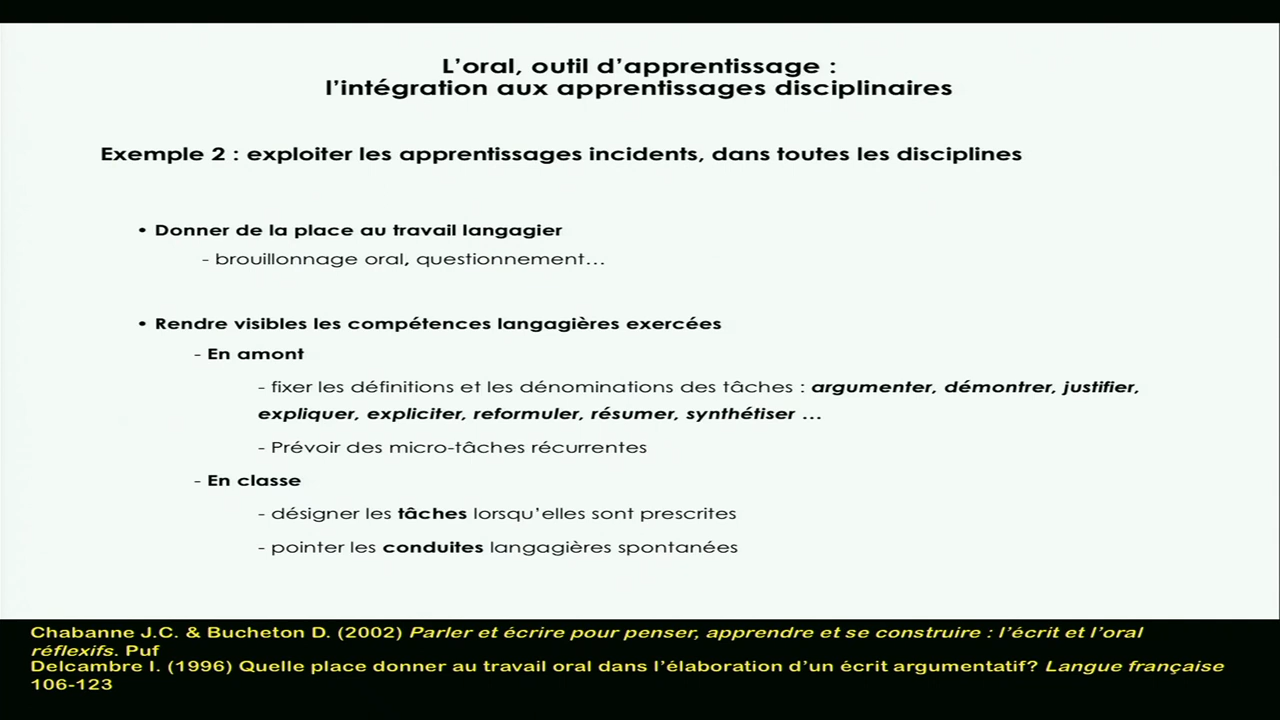 L’oral, outil d’apprentissage :
l’intégration aux apprentissages disciplinaires
Exemple 2 : exploiter les apprentissages incidents, dans toutes les disciplines
• Donner de la place au travail langagier
- brouillonnage oral, questionnement…
• Rendre visibles les compétences langagières exercées
- En amont
- fixer les définitions et les dénominations des tâches : argumenter, démontrer, justifier,
expliquer, expliciter, reformuler, résumer, synthétiser …
- Prévoir des micro-tâches récurrentes
- En classe
- désigner les tâches lorsqu’elles sont prescrites
- pointer les conduites langagières spontanées
Chabanne J.C. & Bucheton D. (2002) Parler et écrire pour penser, apprendre et se construire : l’écrit et l’oral
réflexifs. Puf
Delcambre I. (1996) Quelle place donner au travail oral dans l’élaboration d’un écrit argumentatif? Langue française
106-123